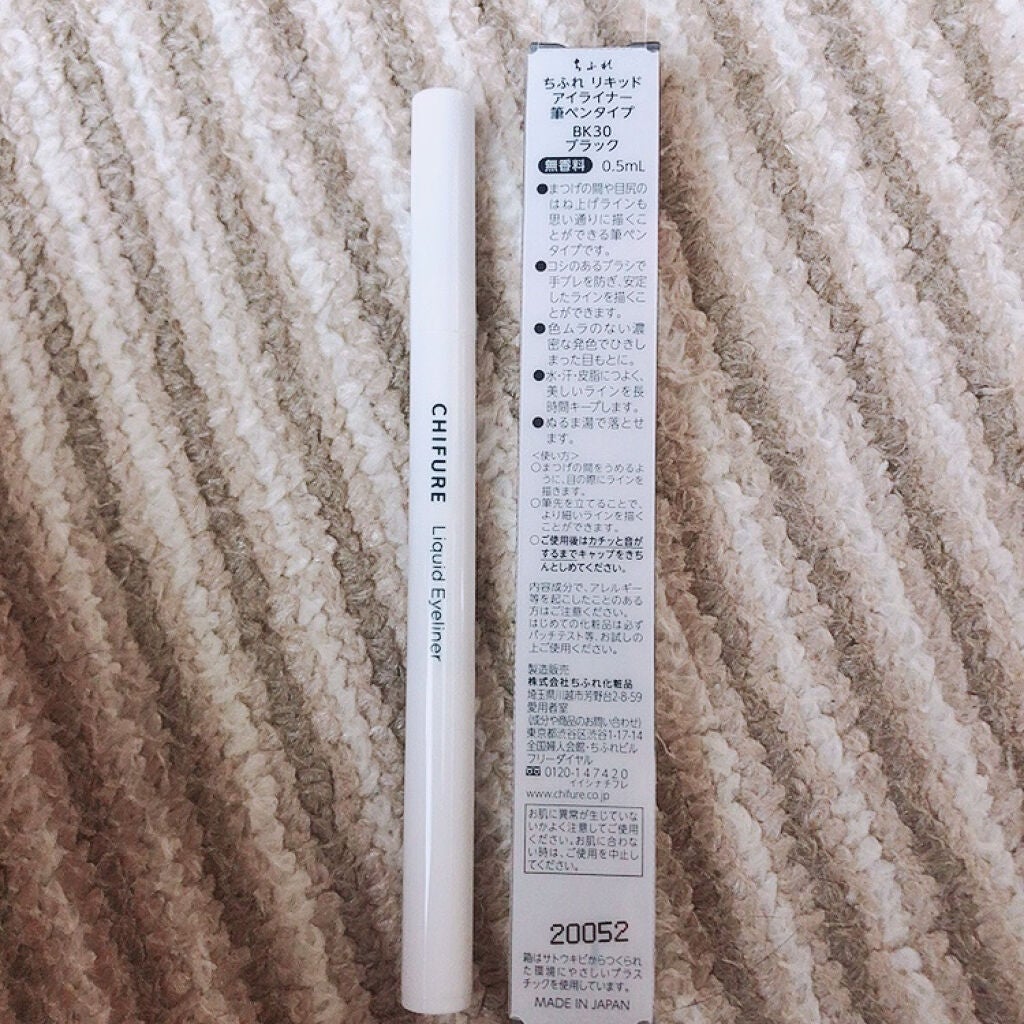 CHIFURE Liquid Eyeliner
ちふれ
ちふれ リキッド
アイライナー
筆ペンタイプ
BK30
ブラック
無香料 0.5mL
●まつげの間や目尻の
はね上げラインも
思い通りに描くこ
とができる筆ペン
タイプです。
●コシのあるブラシで
手ブレを防ぎ、安定
したラインを描くこ
とができます。
●色ムラのない濃
密な発色でひきし
まった目もとに。
●水・汗・皮脂につよく、
美しいラインを長
時間キープします。
●ぬるま湯で落とせ
ます。
<使い方>
○まつげの間をうめるよ
うに、目の際にラインを
描きます。
○筆先を立てることで、
より細いラインを描く
ことができます。
○ご使用後はカチッと音が
するまでキャップをきち
んとしめてください。
内容成分で、アレルギー
等を起こしたことのある
方はご注意ください。
はじめての化粧品は必ず
パッチテスト等、お試しの
上ご使用ください。
製造販売
株式会社ちふれ化粧品
埼玉県川越市芳野台2-8-59
愛用者室
(成分や商品のお問い合わせ)
東京都渋谷区渋谷1-17-14
全国婦人会館・ちふれビル
フリーダイヤル
0120-147420
イイシナチフレ
www.chifure.co.jp
お肌に異常が生じていな
いかよく注意してご使用
ください。お肌に合わな
い時は、ご使用を中止し
てください。
20052
箱はサトウキビからつくられ
た環境にやさしいプラス
チックを使用しています。
MADE IN JAPAN